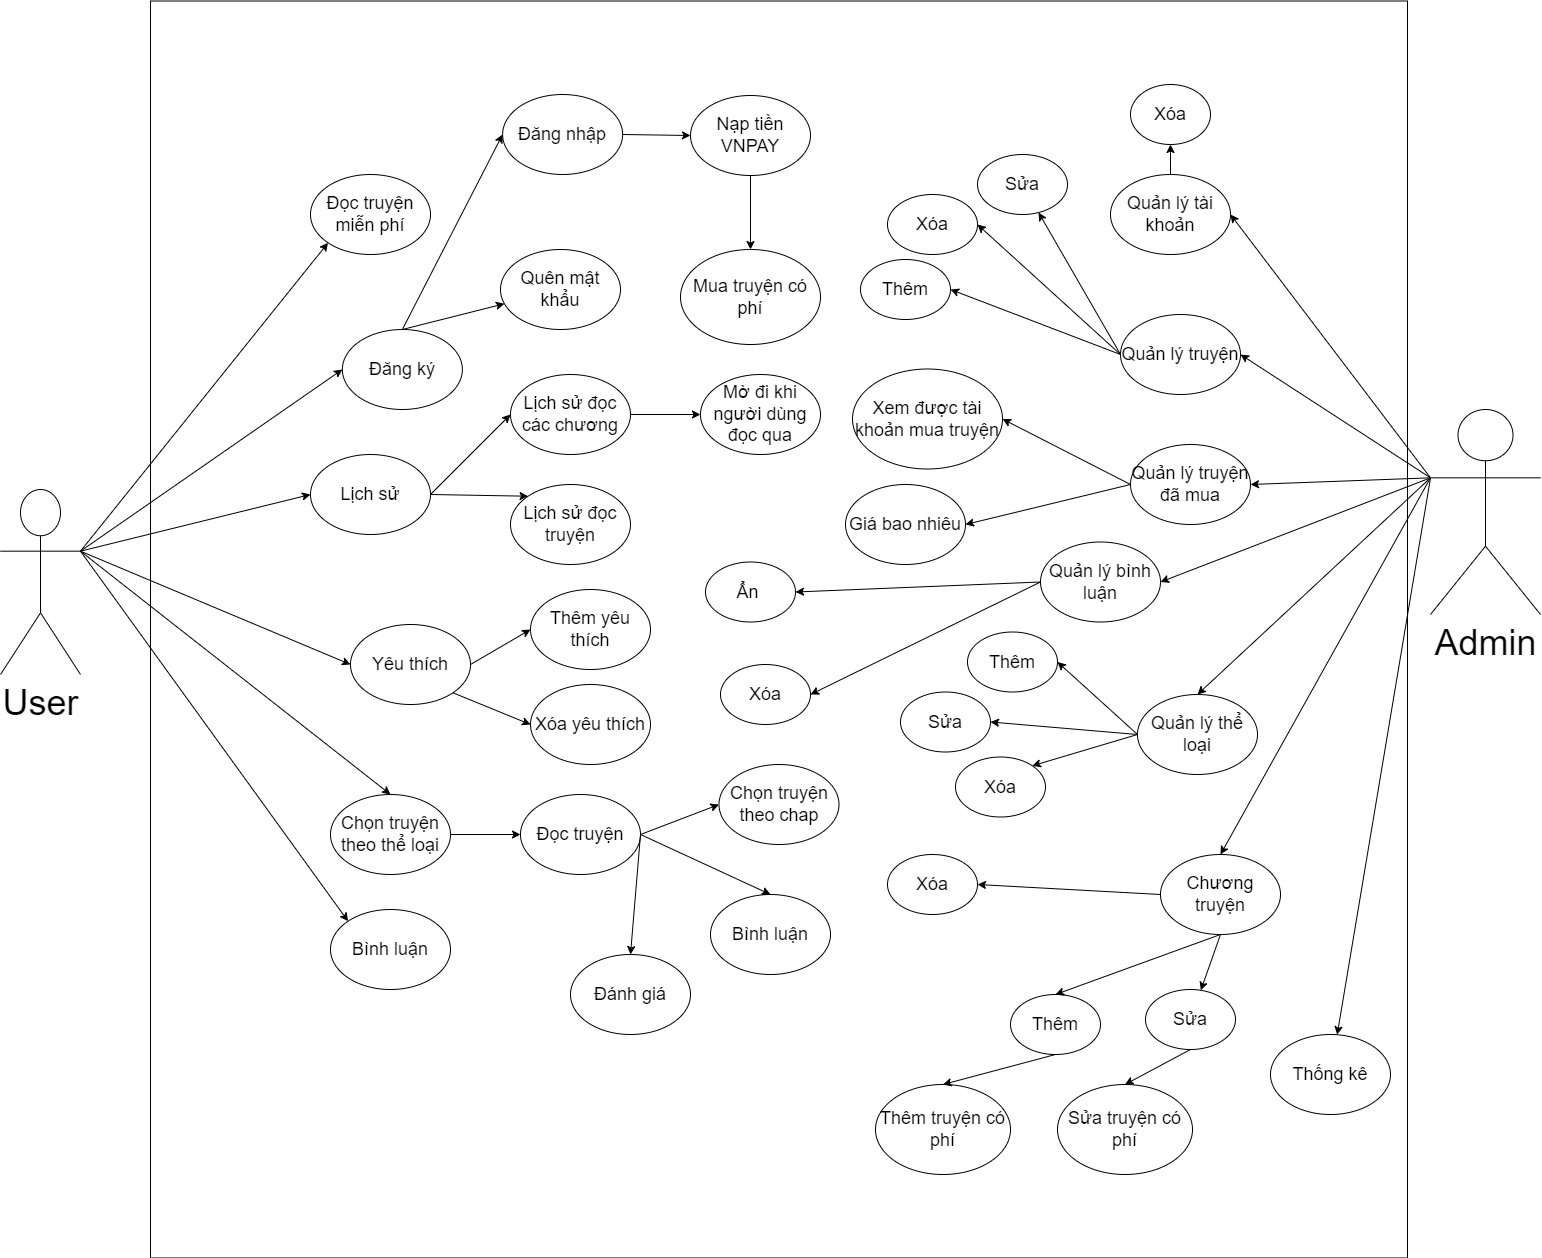 Đăng nhập
Nạp tiền
VNPAY
Xóa
Đọc truyện
miễn phí
Sửa
Xóa
Quản lý tài
khoản
Quên mật
khẩu
Mua truyện có
phí
Thêm
Đăng ký
Quản lý truyện
Lịch sử đọc
các chương
Mờ đi khi
người dùng
đọc qua
Xem được tài
khoản mua truyện
Lịch sử
Quản lý truyện
đã mua
Lịch sử đọc
truyện
Giá bao nhiêu
Ẩn
Quản lý bình
luận
Thêm yêu
thích
Admin
Yêu thích
User
Xóa
Thêm
Xóa yêu thích
Sửa
Quản lý thể
loại
Xóa
Chọn truyện
theo thể loại
Đọc truyện
Chọn truyện
theo chap
Xóa
Chương
truyện
Bình luận
Bình luận
Đánh giá
Thêm
Sửa
Thống kê
Thêm truyện có
phí
Sửa truyện có
phí